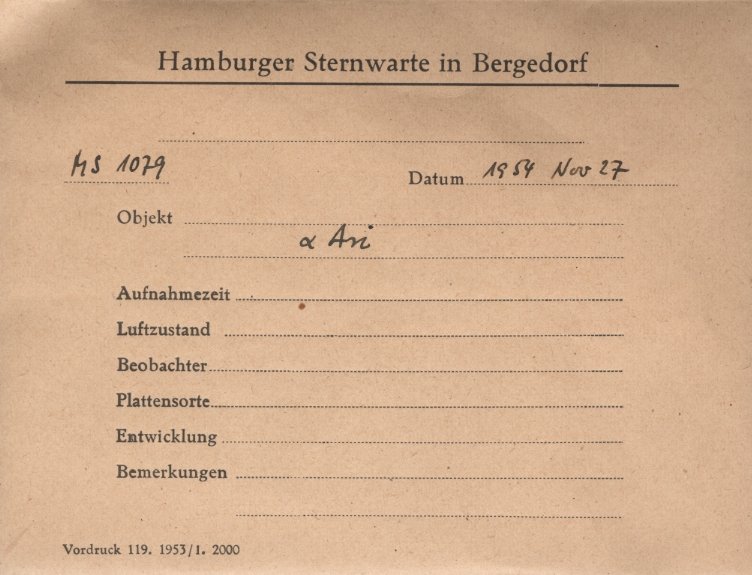 Hamburger Sternwarte in Bergedorf
MS 1079 Datum 1954 Nov 27
Objekt
α Ari
Aufnahmezeit
Luftzustand
Beobachter
Plattensorte
Entwicklung
Bemerkungen
Vordruck 119. 1953/1. 2000